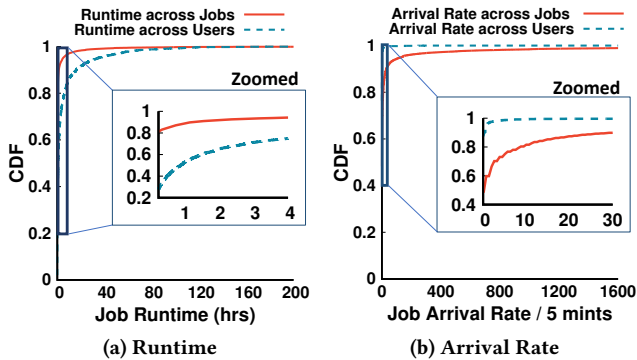 Runtime across Jobs
Runtime across Users
1
0.8
0.6
0.4
0.2
0
CDF
Zoomed
1
0.8
0.6
0.4
0.2
1 2 3 4
0 40 80 120 160 200
Job Runtime (hrs)
(a) Runtime
Arrival Rate across Jobs
Arrival Rate across Users
1
0.8
0.6
0.4
0.2
0
CDF
Zoomed
1
0.8
0.6
0.4
0 10 20 30
0 400 800 1200 1600
Job Arrival Rate / 5 mints
(b) Arrival Rate